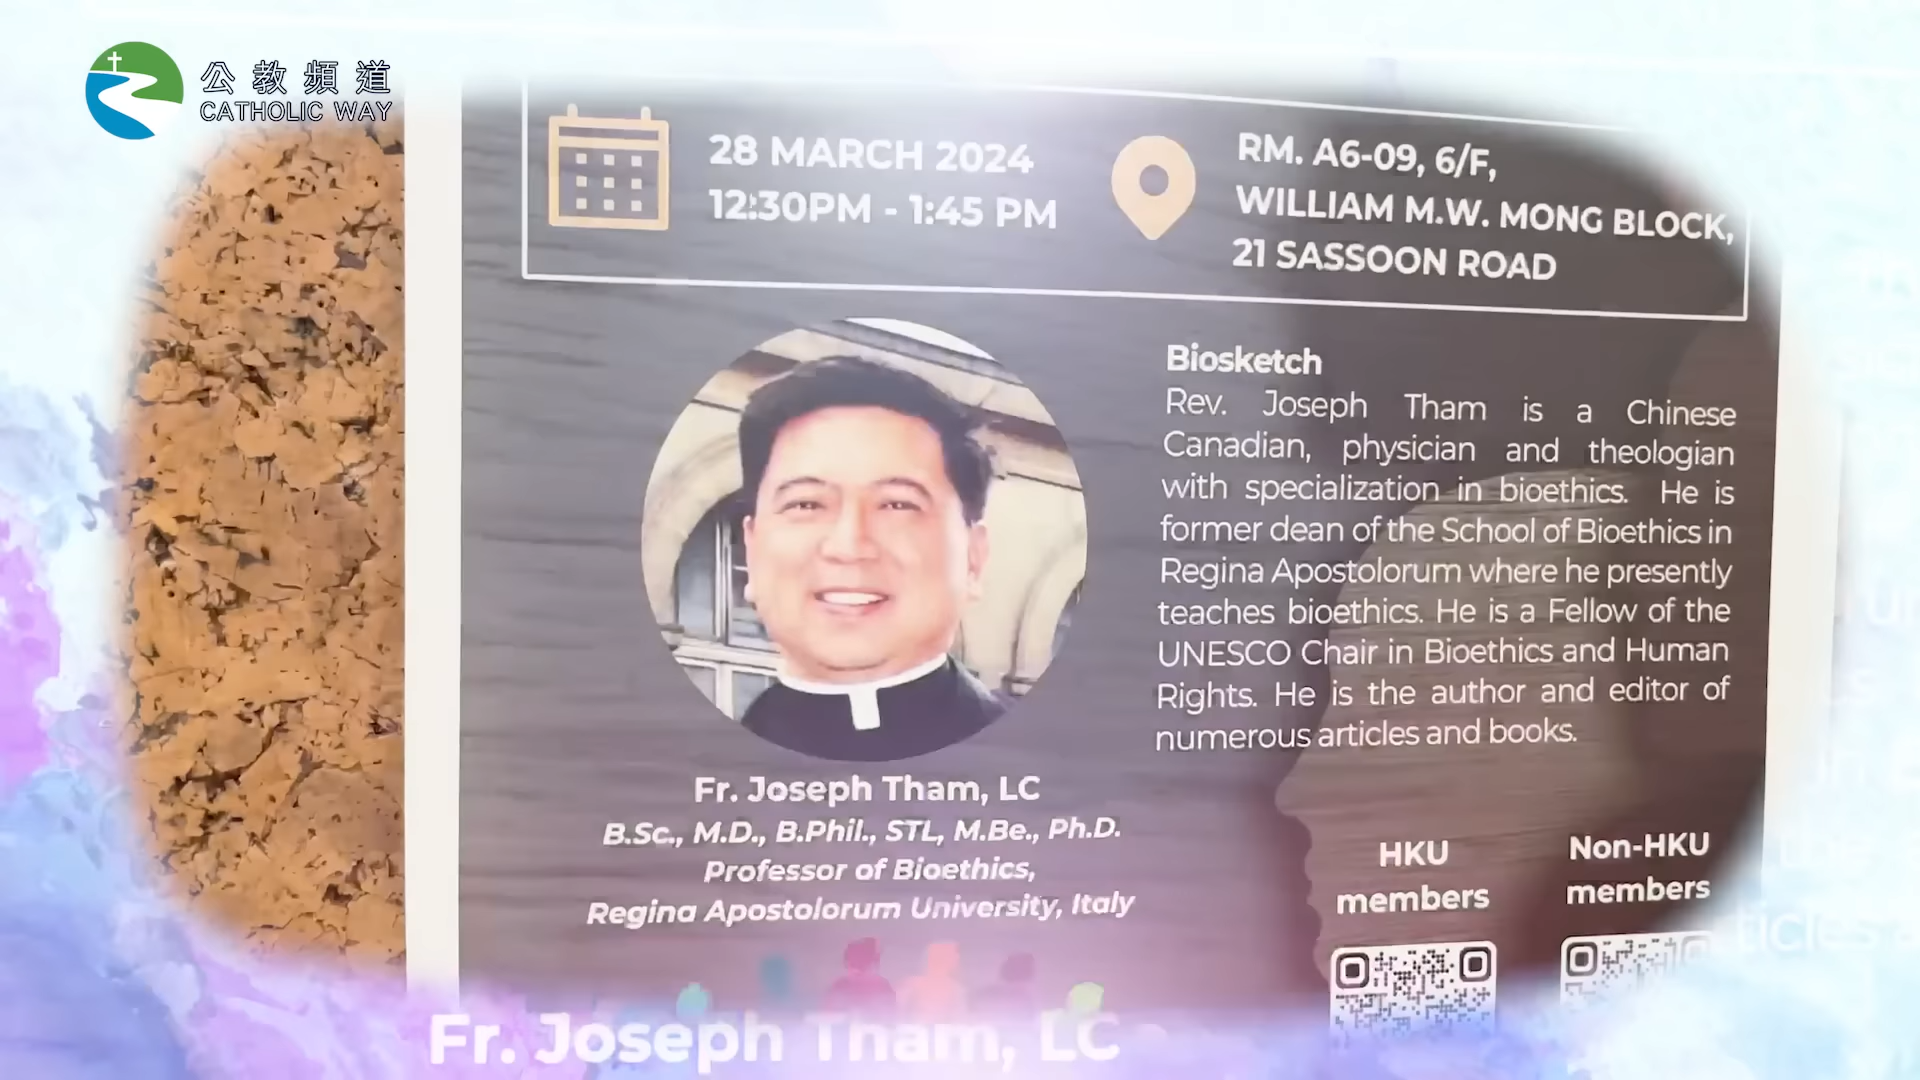 公教頻道
CATHOLIC WAY
28 MARCH 2024
12:30PM - 1:45 PM
RM. A6-09, 6/F,
WILLIAM M.W. MONG BLOCK,
21 SASSOON ROAD
Biosketch
Rev. Joseph Tham is a Chinese
Canadian, physician and theologian
with specialization in bioethics. He is
former dean of the School of Bioethics in
Regina Apostolorum where he presently
teaches bioethics. He is a Fellow of the
UNESCO Chair in Bioethics and Human
Rights. He is the author and editor of
numerous articles and books.
Fr. Joseph Tham, LC
B.Sc., M.D., B.Phil., STL, M.Be., Ph.D.
Professor of Bioethics,
Regina Apostolorum University, Italy
HKU
members
Non-HKU
members
Fr. Joseph Tham, LC